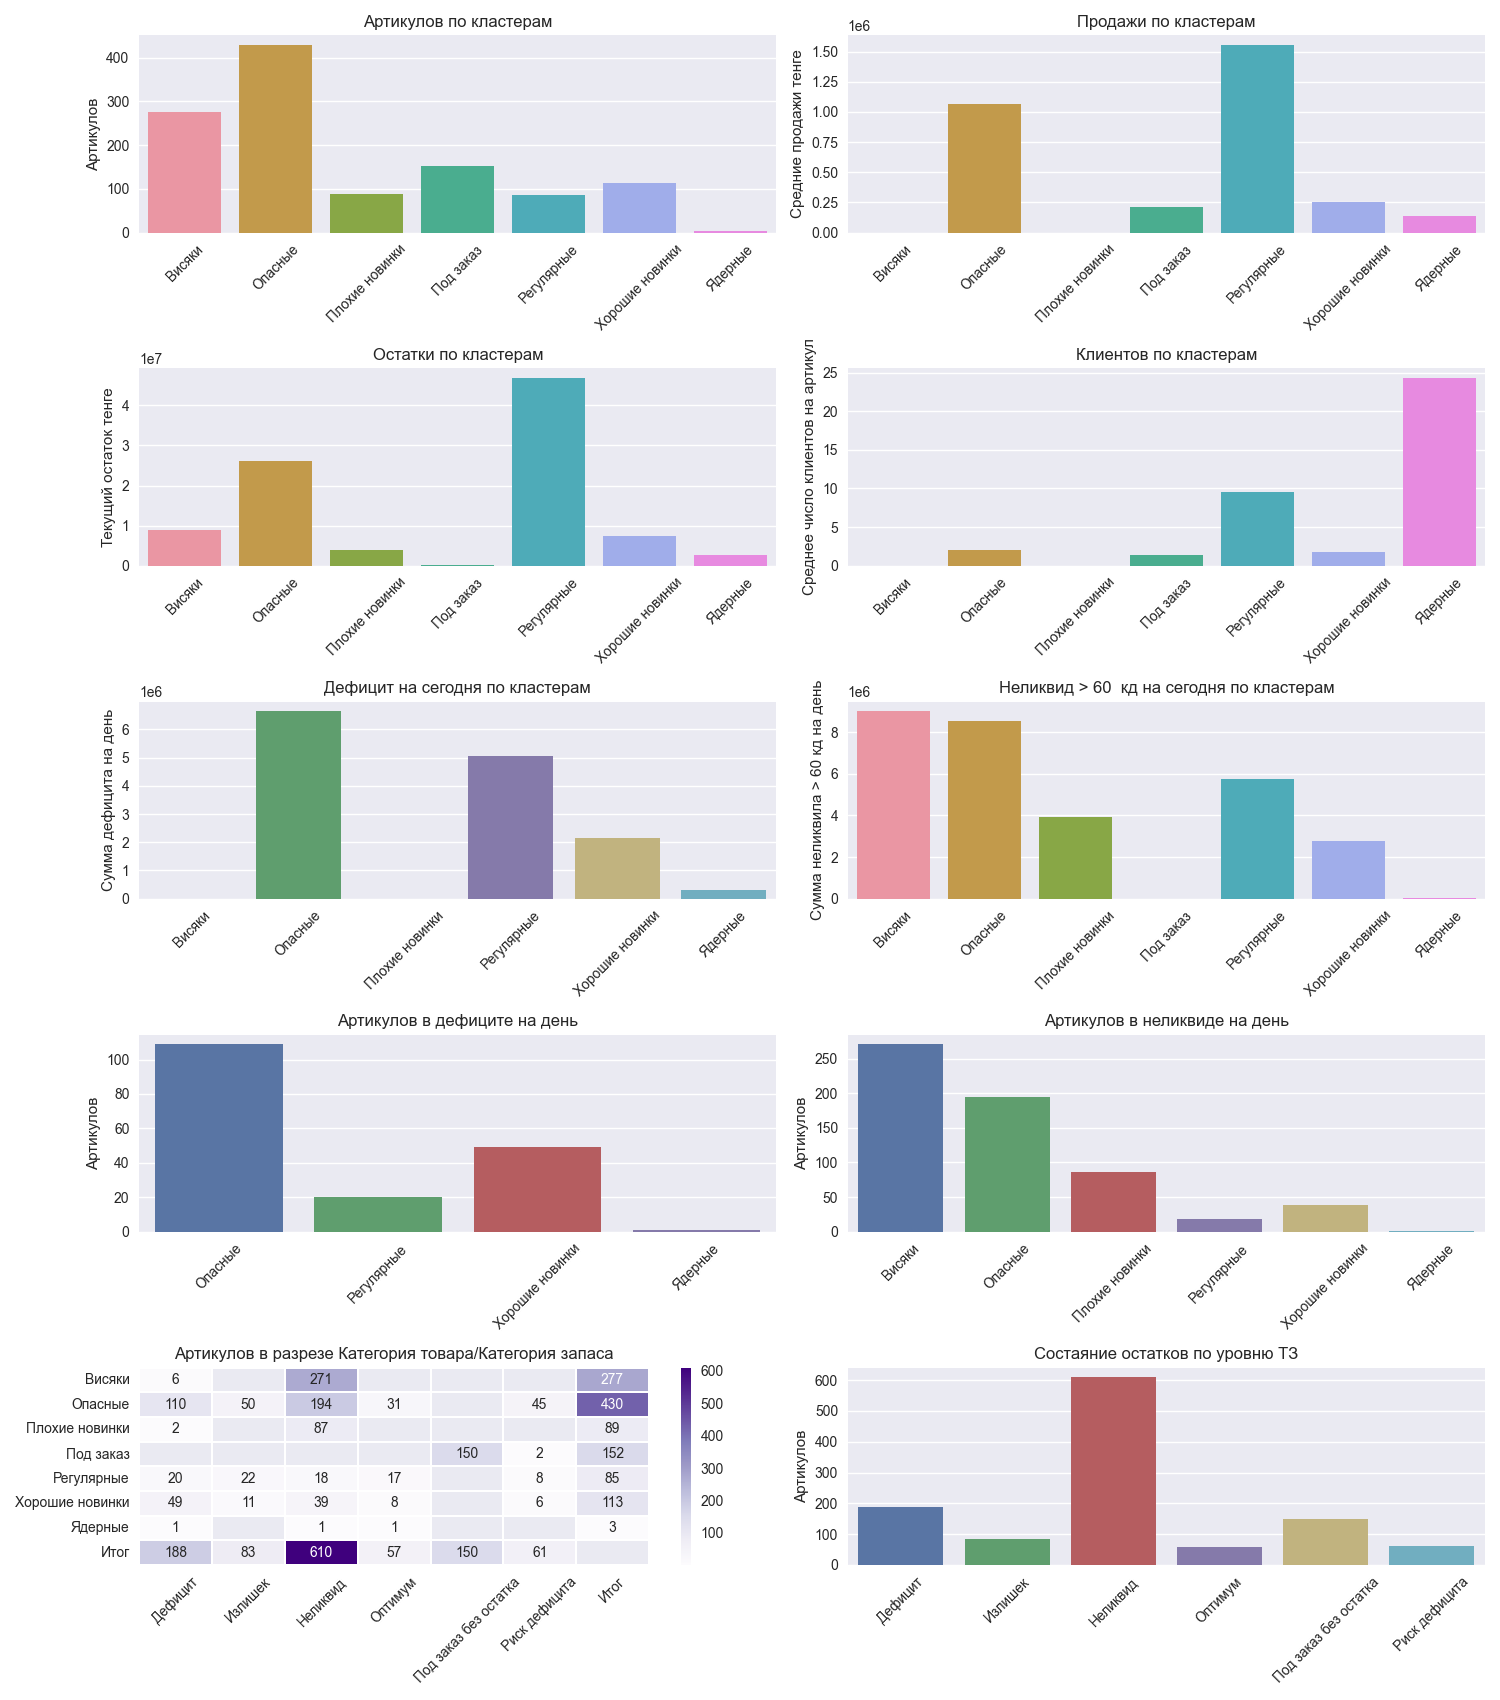 Артикулов по кластерам
Артикулов
400
300
200
100
0
Висяки
Опасные
Плохие новинки
Под заказ
Регулярные
Хорошие новинки
Ядерные
Продажи по кластерам
1e6
Средние продажи тенге
1.50
1.25
1.00
0.75
0.50
0.25
0.00
Висяки
Опасные
Плохие новинки
Под заказ
Регулярные
Хорошие новинки
Ядерные
Остатки по кластерам
1e7
Текущий остаток тенге
4
3
2
1
0
Висяки
Опасные
Плохие новинки
Под заказ
Регулярные
Хорошие новинки
Ядерные
Клиентов по кластерам
Среднее число клиентов на артикул
25
20
15
10
5
0
Висяки
Опасные
Плохие новинки
Под заказ
Регулярные
Хорошие новинки
Ядерные
Дефицит на сегодня по кластерам
1e6
Сумма дефицита на день
6
5
4
3
2
1
0
Висяки
Опасные
Плохие новинки
Регулярные
Хорошие новинки
Ядерные
Неликвид > 60  кд на сегодня по кластерам
1e6
Сумма неликвила > 60 кд на день
8
6
4
2
0
Висяки
Опасные
Плохие новинки
Под заказ
Регулярные
Хорошие новинки
Ядерные
Артикулов в дефиците на день
Артикулов
100
80
60
40
20
0
Опасные
Регулярные
Хорошие новинки
Ядерные
Артикулов в неликвиде на день
Артикулов
250
200
150
100
50
0
Висяки
Опасные
Плохие новинки
Регулярные
Хорошие новинки
Ядерные
Артикулов в разрезе Категория товара/Категория запаса
Висяки 6 271 277
Опасные 110 50 194 31 45 430
Плохие новинки 2 87 89
Под заказ 150 2 152
Регулярные 20 22 18 17 8 85
Хорошие новинки 49 11 39 8 6 113
Ядерные 1 1 1 3
Итог 188 83 610 57 150 61
Дефицит
Излишек
Неликвид
Оптимум
Под заказ без остатка
Риск дефицита
Итог
600
500
400
300
200
100
Состаяние остатков по уровню ТЗ
Артикулов
600
500
400
300
200
100
0
Дефицит
Излишек
Неликвид
Оптимум
Под заказ без остатка
Риск дефицита